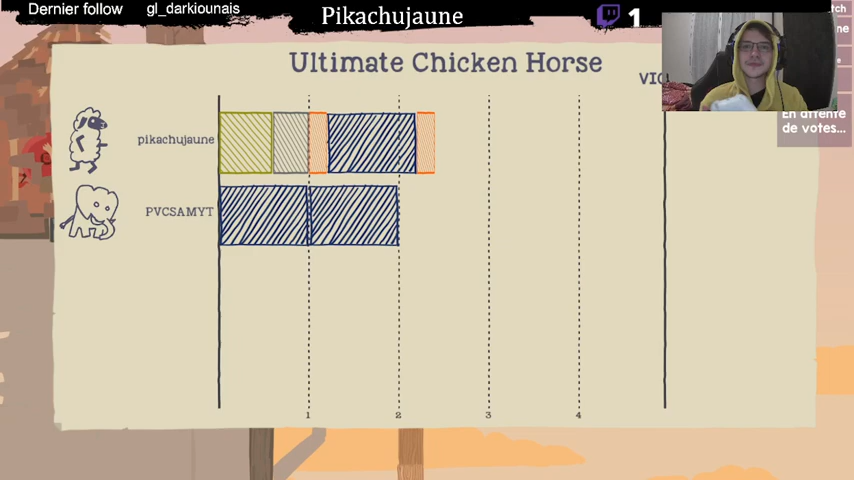 Dernier follow gl_darkiounais Pikachujaune 1
Ultimate Chicken Horse
pikachujaune
PVCSAMYT
En attente
de votes...
1 2 3 4